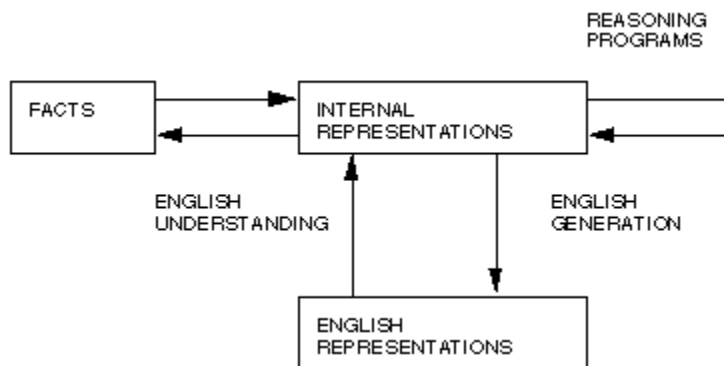 REASONING
PROGRAMS
FACTS
INTERNAL
REPRESENTATIONS
ENGLISH
UNDERSTANDING
ENGLISH
GENERATION
ENGLISH
REPRESENTATIONS